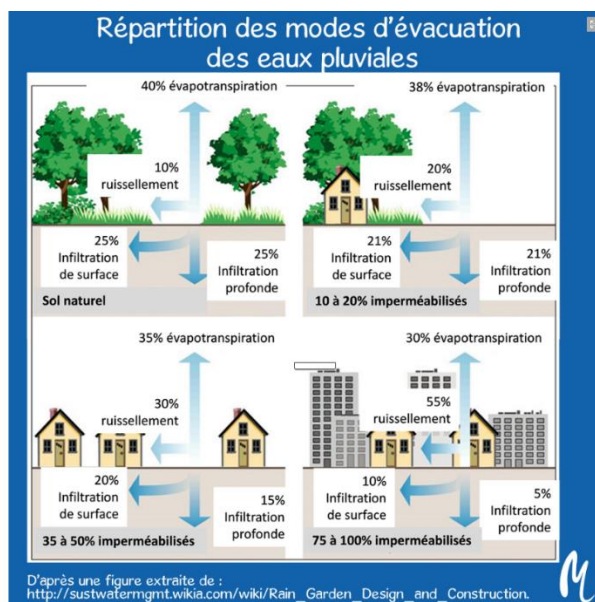 Répartition des modes d'évacuation
des eaux pluviales
40% évapotranspiration
10%
ruissellement
25%
Infiltration
de surface
25%
Infiltration
profonde
Sol naturel
38% évapotranspiration
20%
ruissellement
21%
Infiltration
de surface
21%
Infiltration
profonde
10 à 20% imperméabilisés
35% évapotranspiration
30%
ruissellement
20%
Infiltration
de surface
15%
Infiltration
profonde
35 à 50% imperméabilisés
30% évapotranspiration
55%
ruissellement
10%
Infiltration
de surface
5%
Infiltration
profonde
75 à 100% imperméabilisés
D'après une figure extraite de :
http://sustwatermgmt.wikia.com/wiki/Rain_Garden_Design_and_Construction.
M